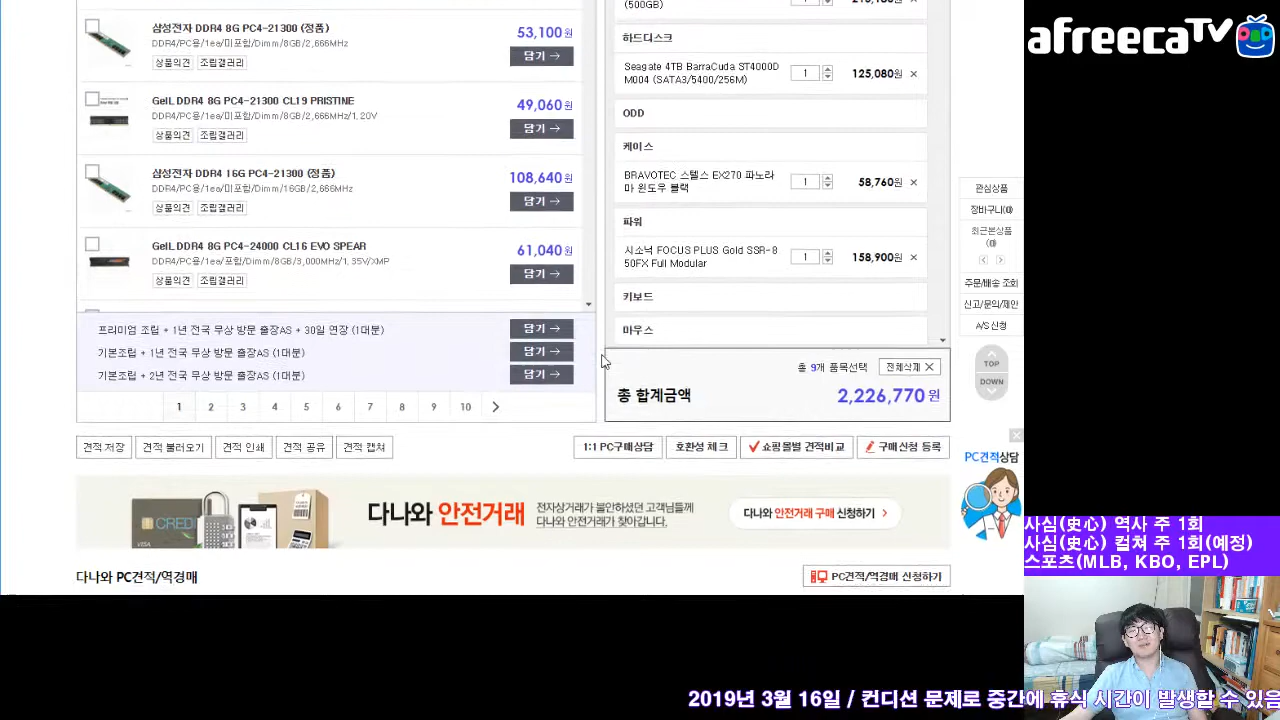 삼성전자 DDR4 8G PC4-21300 (정품)
DDR4/PC용/1ea/미포함/Dimm/8GB/2,666MHz
상품의견 조립갤러리
53,100원
담기 →
GeIL DDR4 8G PC4-21300 CL19 PRISTINE
DDR4/PC용/1ea/미포함/Dimm/8GB/2,666MHz/1.20V
상품의견 조립갤러리
49,060원
담기 →
삼성전자 DDR4 16G PC4-21300 (정품)
DDR4/PC용/1ea/미포함/Dimm/16GB/2,666MHz
상품의견 조립갤러리
108,640원
담기 →
GeIL DDR4 8G PC4-24000 CL16 EVO SPEAR
DDR4/PC용/1ea/포함/Dimm/8GB/3,000MHz/1.35V/XMP
상품의견 조립갤러리
61,040원
담기 →
프리미엄 조립 + 1년 전국 무상 방문 출장AS + 30일 연장 (1대분) 담기 →
기본조립 + 1년 전국 무상 방문 출장AS (1대분) 담기 →
기본조립 + 2년 전국 무상 방문 출장AS (1대분) 담기 →
1 2 3 4 5 6 7 8 9 10
(500GB)
하드디스크
Seagate 4TB BarraCuda ST4000D
M004 (SATA3/5400/256M)
1
125,080원
ODD
케이스
BRAVOTEC 스텔스 EX270 파노라
마 윈도우 블랙
1
58,760원
파워
시소닉 FOCUS PLUS Gold SSR-8
50FX Full Modular
1
158,900원
키보드
마우스
총 9개 품목선택 전체삭제
총 합계금액 2,226,770원
견적 저장 견적 불러오기 견적 인쇄 견적 공유 견적 캡쳐
1:1 PC구매상담 호환성 체크 쇼핑몰별 견적비교 구매신청 등록
CREDIT
VISA
다나와 안전거래
전자상거래가 불안하셨던 고객님들께
다나와 안전거래가 찾아갑니다.
다나와 안전거래 구매 신청하기 >
다나와 PC견적/역경매
PC견적/역경매 신청하기
관심상품
장바구니(0)
최근본상품
(0)
주문/배송 조회
신고/문의/제안
A/S 신청
TOP
DOWN
PC견적상담
afreecaTV
사심(史心) 역사 주 1회
사심(史心) 컬쳐 주 1회(예정)
스포츠(MLB, KBO, EPL)
2019년 3월 16일 / 컨디션 문제로 중간에 휴식 시간이 발생할 수 있음